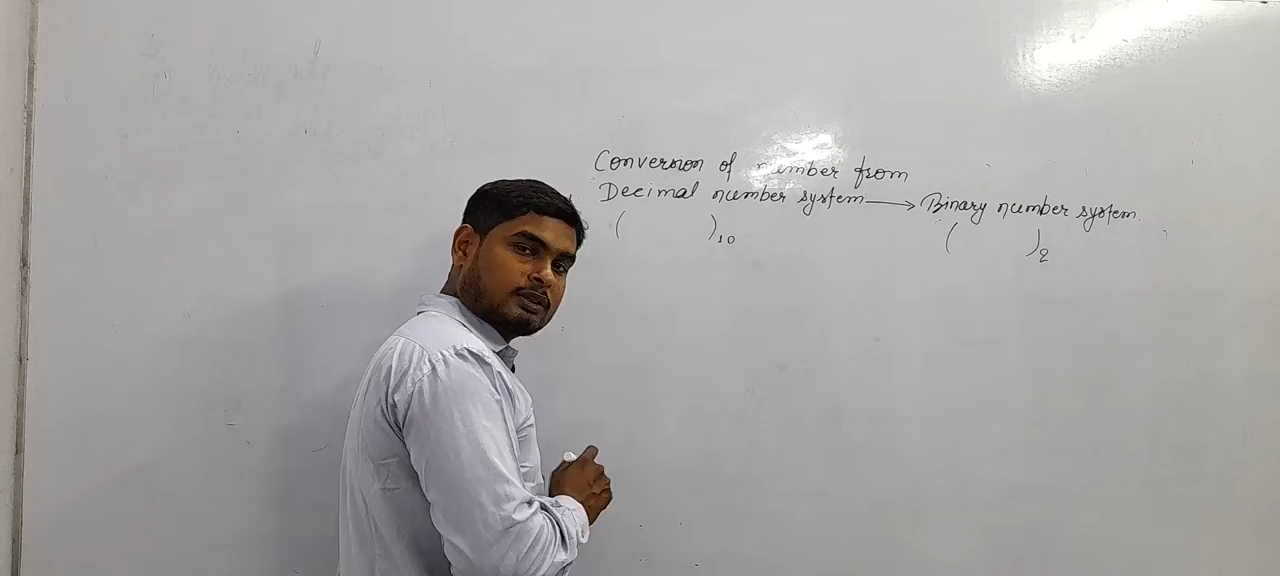 Conversion of number from
Decimal number system → Binary number system.
( )10 ( )2